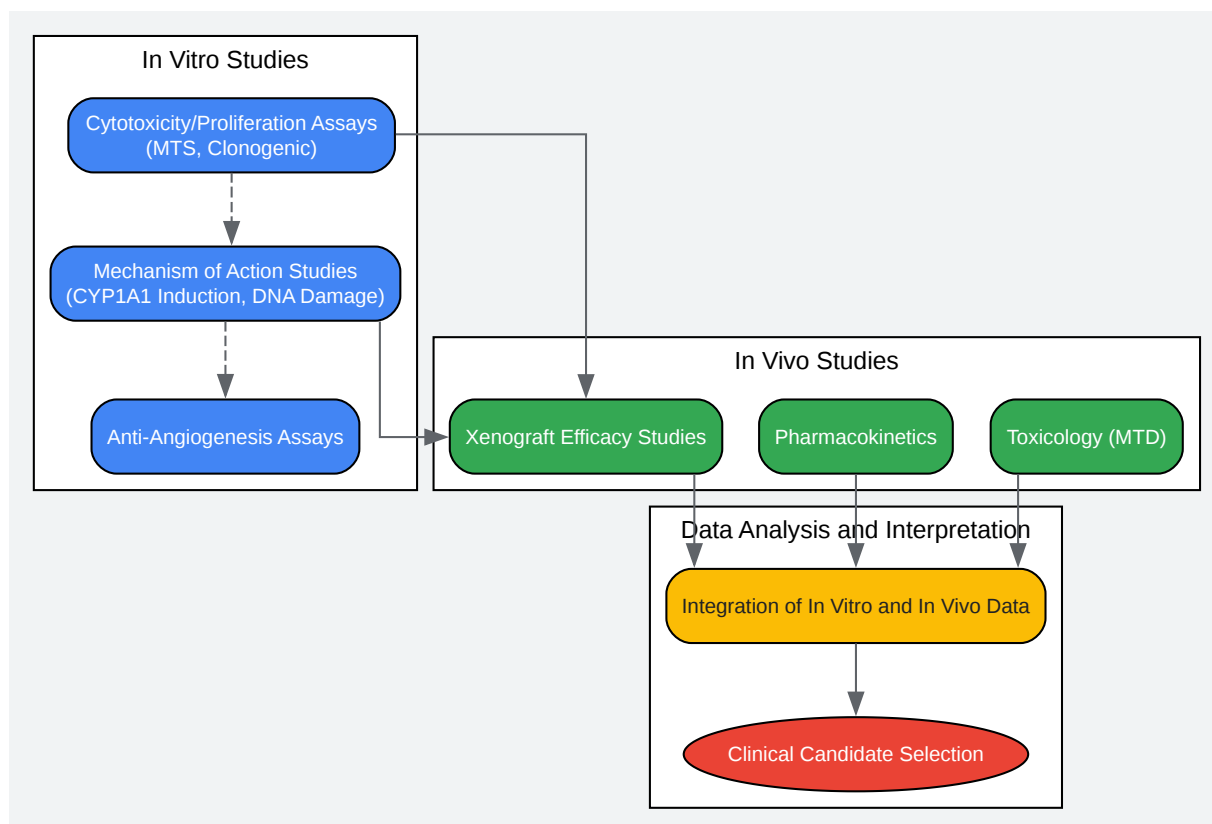 In Vitro Studies
Cytotoxicity/Proliferation Assays
(MTS, Clonogenic)
Mechanism of Action Studies
(CYP1A1 Induction, DNA Damage)
Anti-Angiogenesis Assays
In Vivo Studies
Xenograft Efficacy Studies
Pharmacokinetics
Toxicology (MTD)
Data Analysis and Interpretation
Integration of In Vitro and In Vivo Data
Clinical Candidate Selection